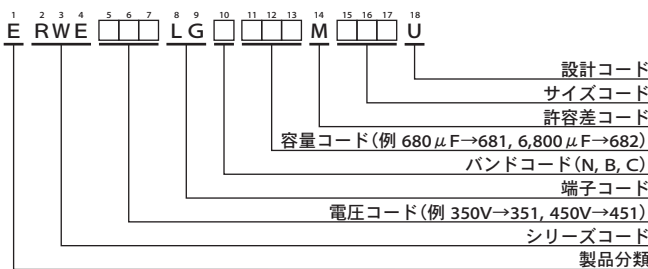 1 2 3 4 5 6 7 8 9 10 11 12 13 14 15 16 17 18
E RWE □□□ LG □ □□□ M □□□ U
設計コード
サイズコード
許容差コード
容量コード(例 680μF→681, 6,800μF→682)
バンドコード(N, B, C)
端子コード
電圧コード(例 350V→351, 450V→451)
シリーズコード
製品分類